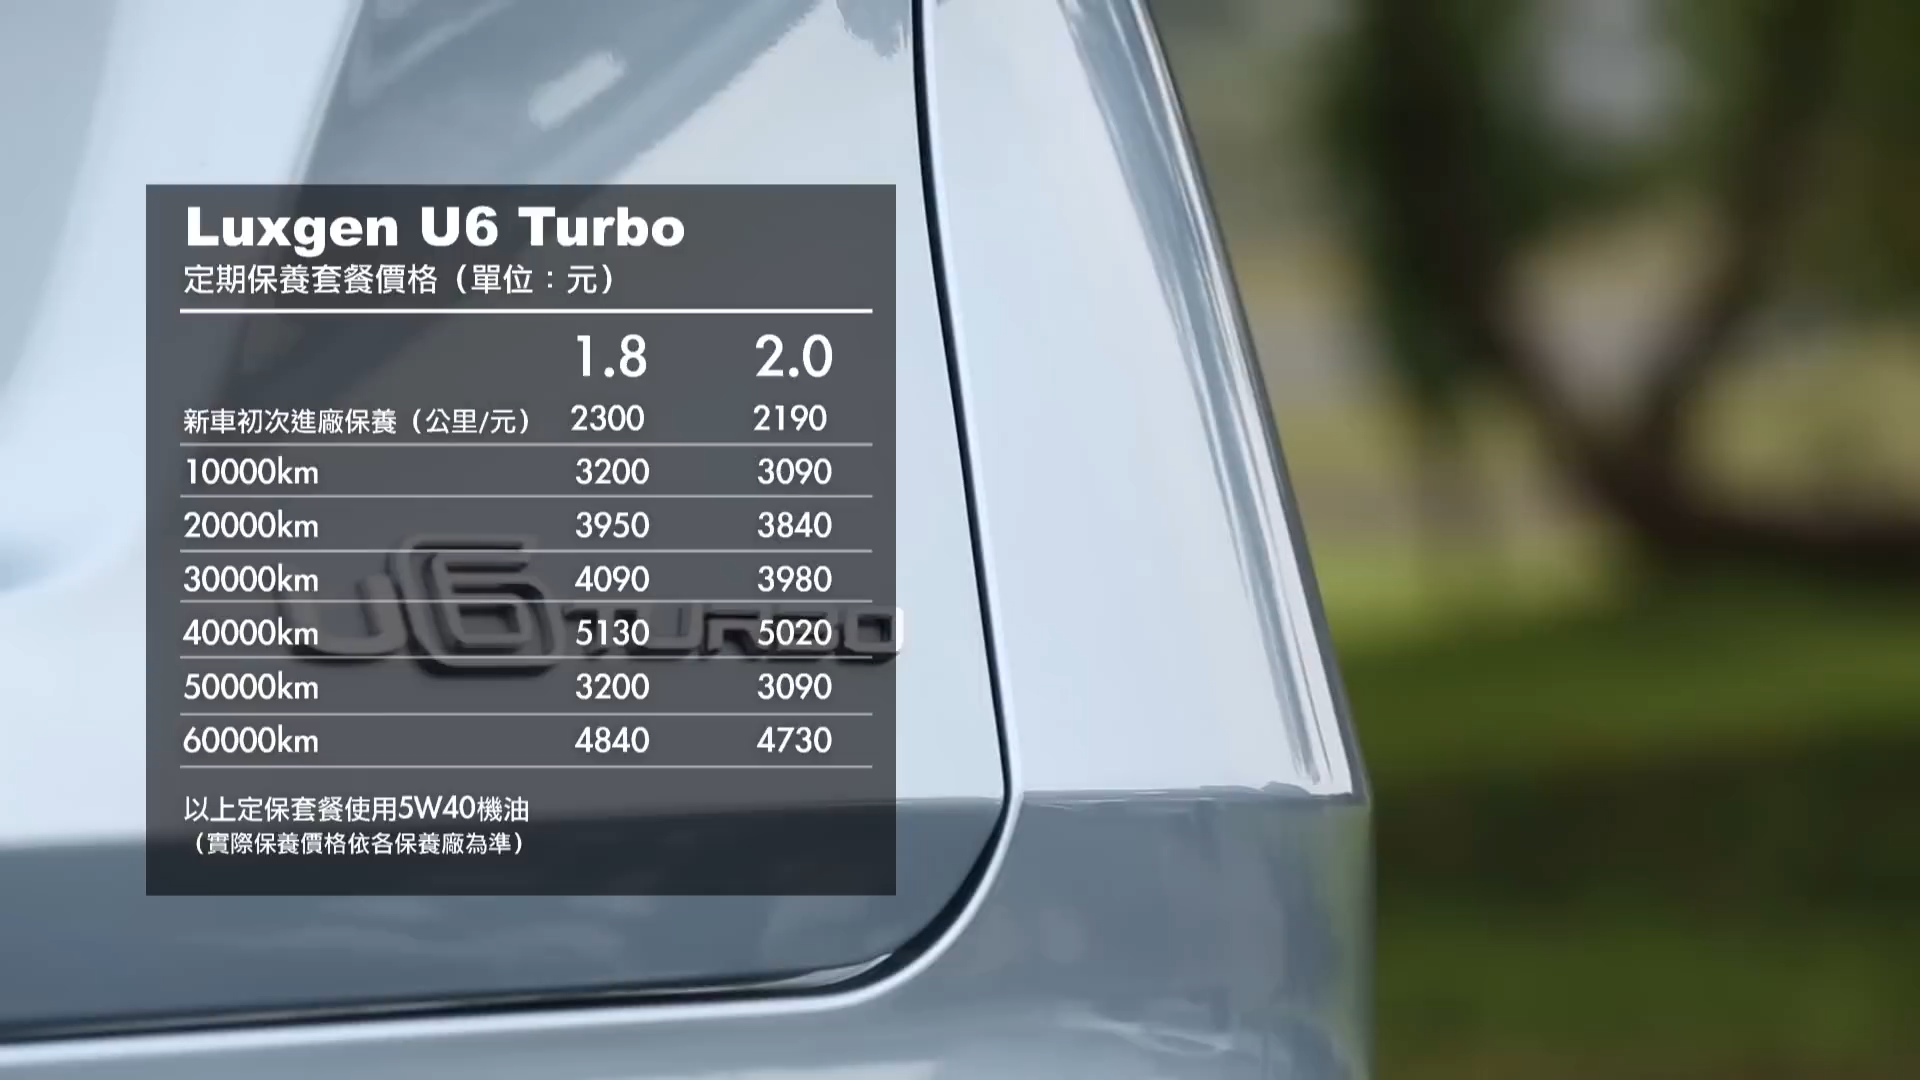 Luxgen U6 Turbo
定期保養套餐價格（單位：元）
1.8 2.0
新車初次進廠保養（公里/元） 2300 2190
10000km 3200 3090
20000km 3950 3840
30000km 4090 3980
40000km 5130 5020
50000km 3200 3090
60000km 4840 4730
以上定保套餐使用5W40機油
（實際保養價格依各保養廠為準）
U6 TURBO